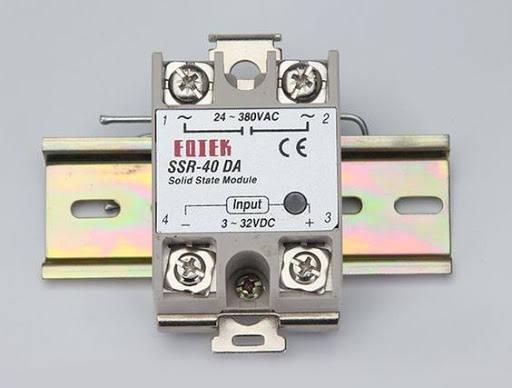 1 ~ 24 ~ 380VAC ~ 2
FOTEK
CE
SSR-40 DA
Solid State Module
4 Input 3
− 3 ~ 32VDC +